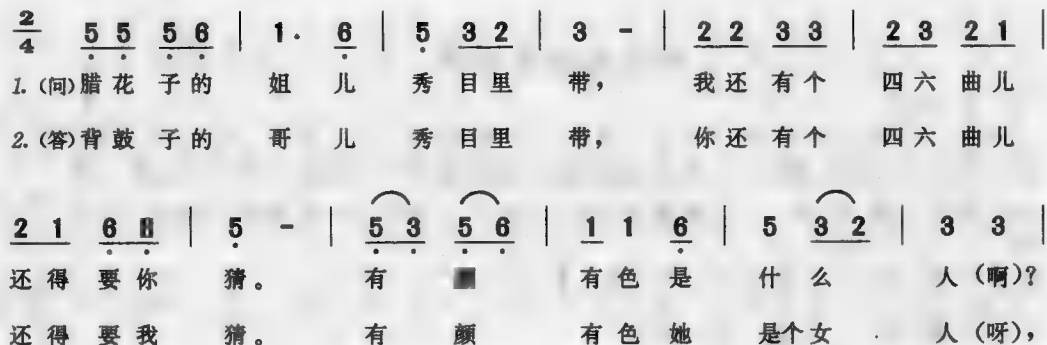 2/4 5 5 5 6 | 1· 6 | 5 3 2 | 3 - | 2 2 3 3 | 2 3 2 1 |
1. (问)腊花 子的 姐 儿 秀 目里 带, 我还 有个 四六 曲儿
2. (答)背鼓 子的 哥 儿 秀 目里 带, 你还 有个 四六 曲儿
2 1 6 | 5 - | 5 3 5 6 | 1 1 6 | 5 3 2 | 3 3 |
还得 要你 猜。 有 有色 是 什 么 人(啊)?
还得 要我 猜。 有 颜 有色 她 是个 女 人(呀),